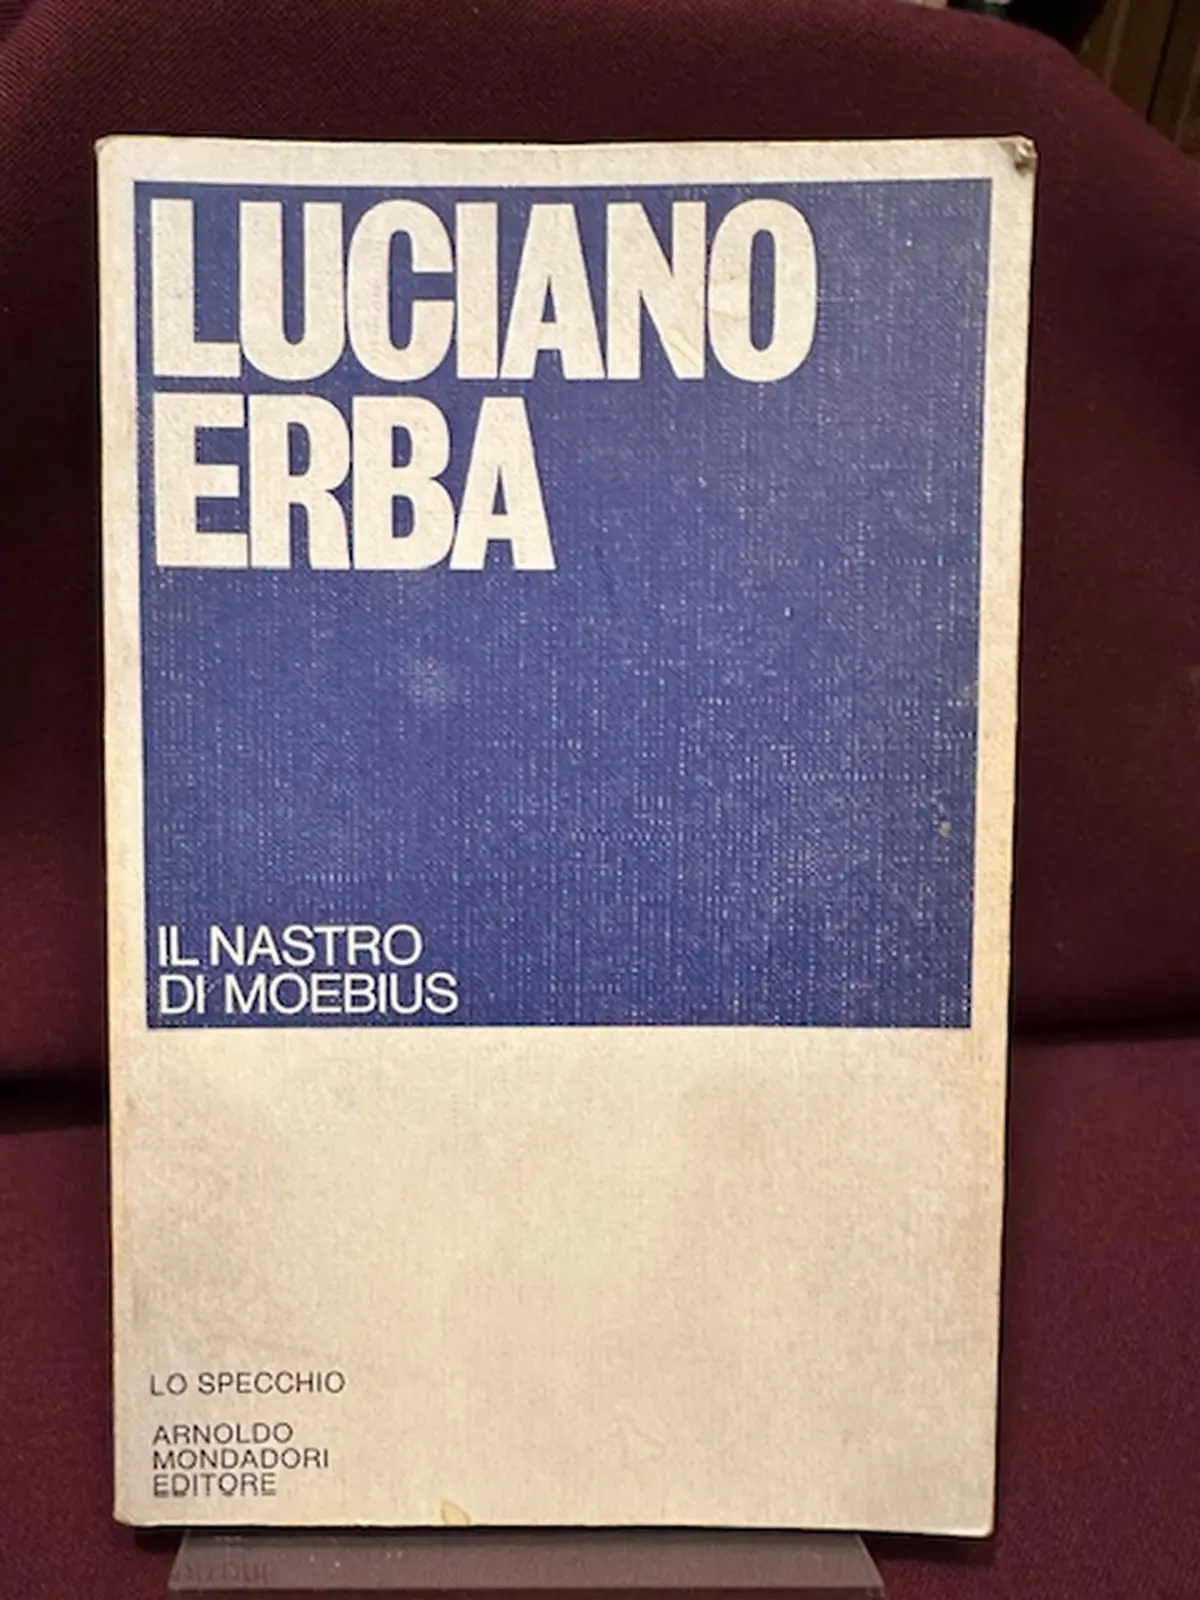 LUCIANO
ERBA
IL NASTRO
DI MOEBIUS
LO SPECCHIO
ARNOLDO
MONDADORI
EDITORE